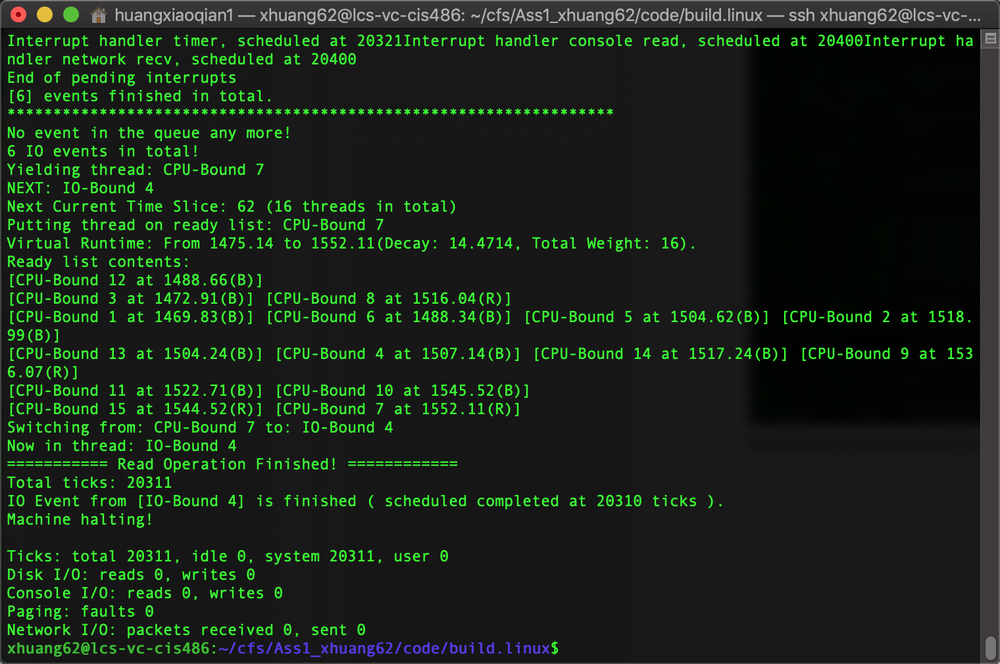 huangxiaoqian1 — xhuang62@lcs-vc-cis486: ~/cfs/Ass1_xhuang62/code/build.linux — ssh xhuang62@lcs-vc-...
Interrupt handler timer, scheduled at 20321Interrupt handler console read, scheduled at 20400Interrupt ha
ndler network recv, scheduled at 20400
End of pending interrupts
[6] events finished in total.
******************************************************************
No event in the queue any more!
6 IO events in total!
Yielding thread: CPU-Bound 7
NEXT: IO-Bound 4
Next Current Time Slice: 62 (16 threads in total)
Putting thread on ready list: CPU-Bound 7
Virtual Runtime: From 1475.14 to 1552.11(Decay: 14.4714, Total Weight: 16).
Ready list contents:
[CPU-Bound 12 at 1488.66(B)]
[CPU-Bound 3 at 1472.91(B)] [CPU-Bound 8 at 1516.04(R)]
[CPU-Bound 1 at 1469.83(B)] [CPU-Bound 6 at 1488.34(B)] [CPU-Bound 5 at 1504.62(B)] [CPU-Bound 2 at 1518.
99(B)]
[CPU-Bound 13 at 1504.24(B)] [CPU-Bound 4 at 1507.14(B)] [CPU-Bound 14 at 1517.24(B)] [CPU-Bound 9 at 153
6.07(R)]
[CPU-Bound 11 at 1522.71(B)] [CPU-Bound 10 at 1545.52(B)]
[CPU-Bound 15 at 1544.52(R)] [CPU-Bound 7 at 1552.11(R)]
Switching from: CPU-Bound 7 to: IO-Bound 4
Now in thread: IO-Bound 4
=========== Read Operation Finished! ============
Total ticks: 20311
IO Event from [IO-Bound 4] is finished ( scheduled completed at 20310 ticks ).
Machine halting!

Ticks: total 20311, idle 0, system 20311, user 0
Disk I/O: reads 0, writes 0
Console I/O: reads 0, writes 0
Paging: faults 0
Network I/O: packets received 0, sent 0
xhuang62@lcs-vc-cis486:~/cfs/Ass1_xhuang62/code/build.linux$